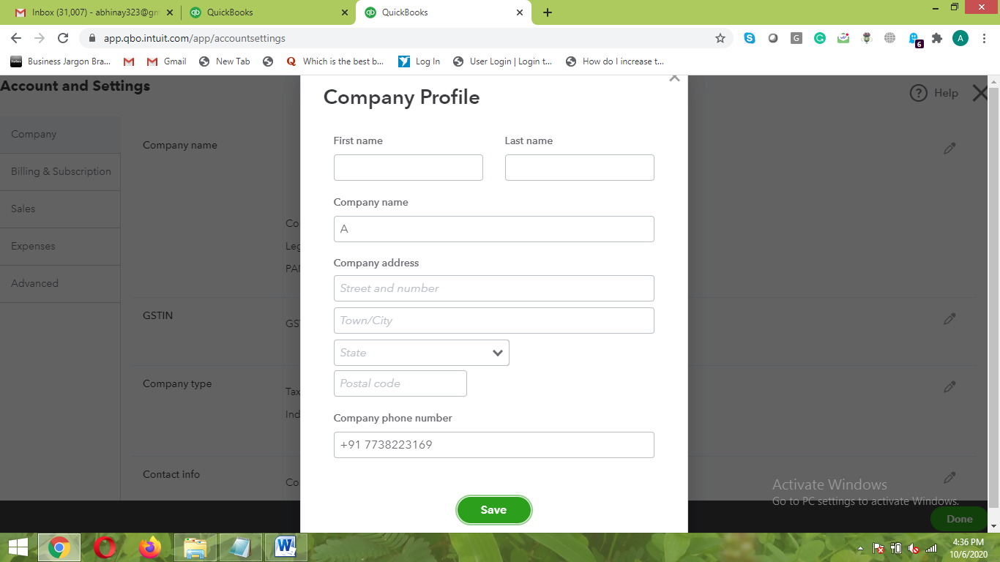 Inbox (31,007) - abhinay323@gm
QuickBooks
QuickBooks
app.qbo.intuit.com/app/accountsettings
Business Jargon Bra...
Gmail
New Tab
Which is the best b...
Log In
User Login | Login t...
How do I increase t...
Account and Settings
Help
Company
Billing & Subscription
Sales
Expenses
Advanced
Company name
Co
Leg
PAN
GSTIN
GST
Company type
Tax
Ind
Contact info
Co
Company Profile
First name
Last name
Company name
A
Company address
Street and number
Town/City
State
Postal code
Company phone number
+91 7738223169
Save
Activate Windows
Go to PC settings to activate Windows.
Done
4:36 PM
10/6/2020